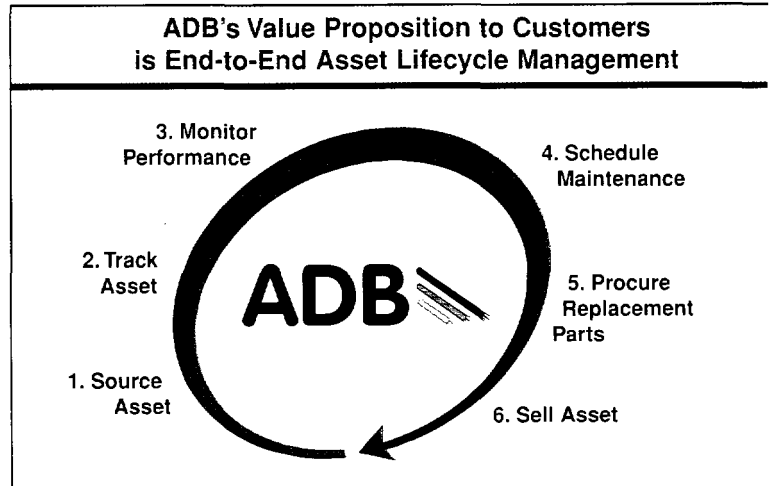 ADB's Value Proposition to Customers
is End-to-End Asset Lifecycle Management
3. Monitor
Performance
4. Schedule
Maintenance
2. Track
Asset
ADB
5. Procure
Replacement
Parts
1. Source
Asset
6. Sell Asset